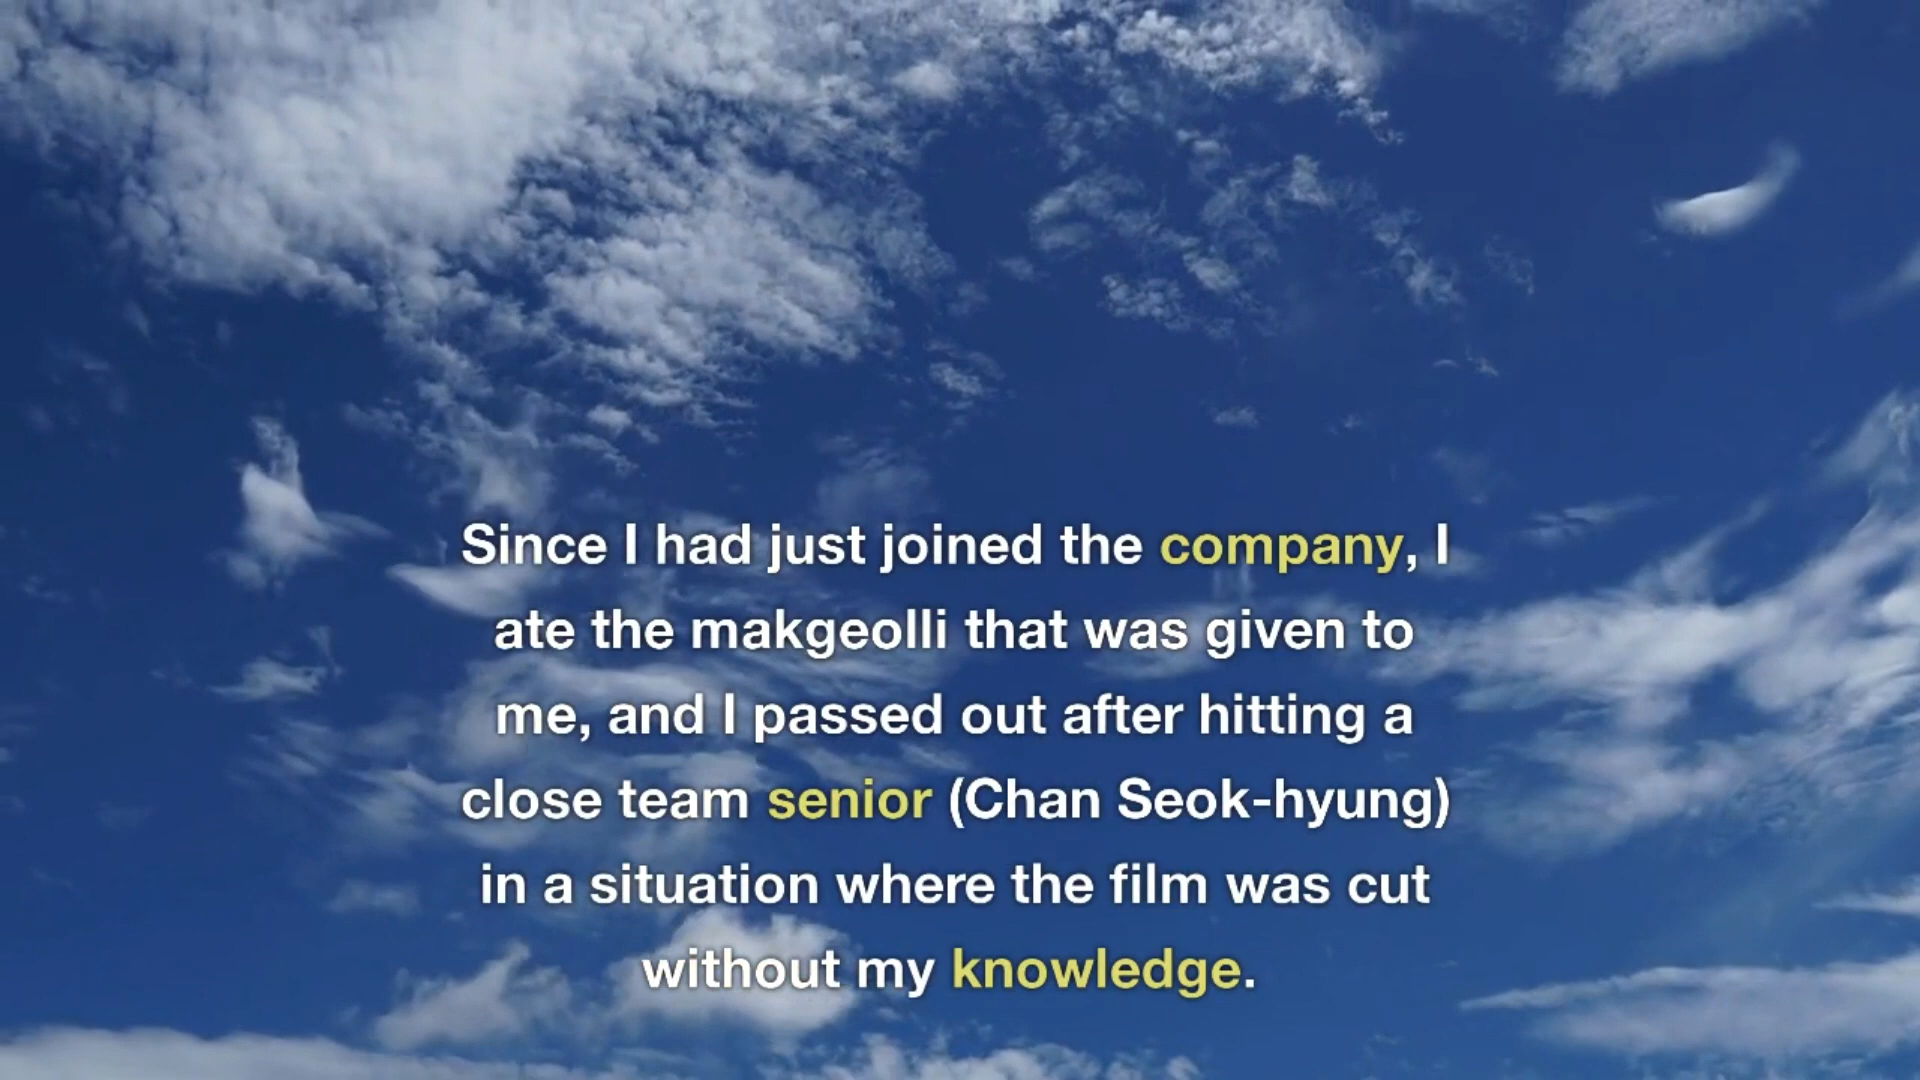 Since I had just joined the company, I
ate the makgeolli that was given to
me, and I passed out after hitting a
close team senior (Chan Seok-hyung)
in a situation where the film was cut
without my knowledge.